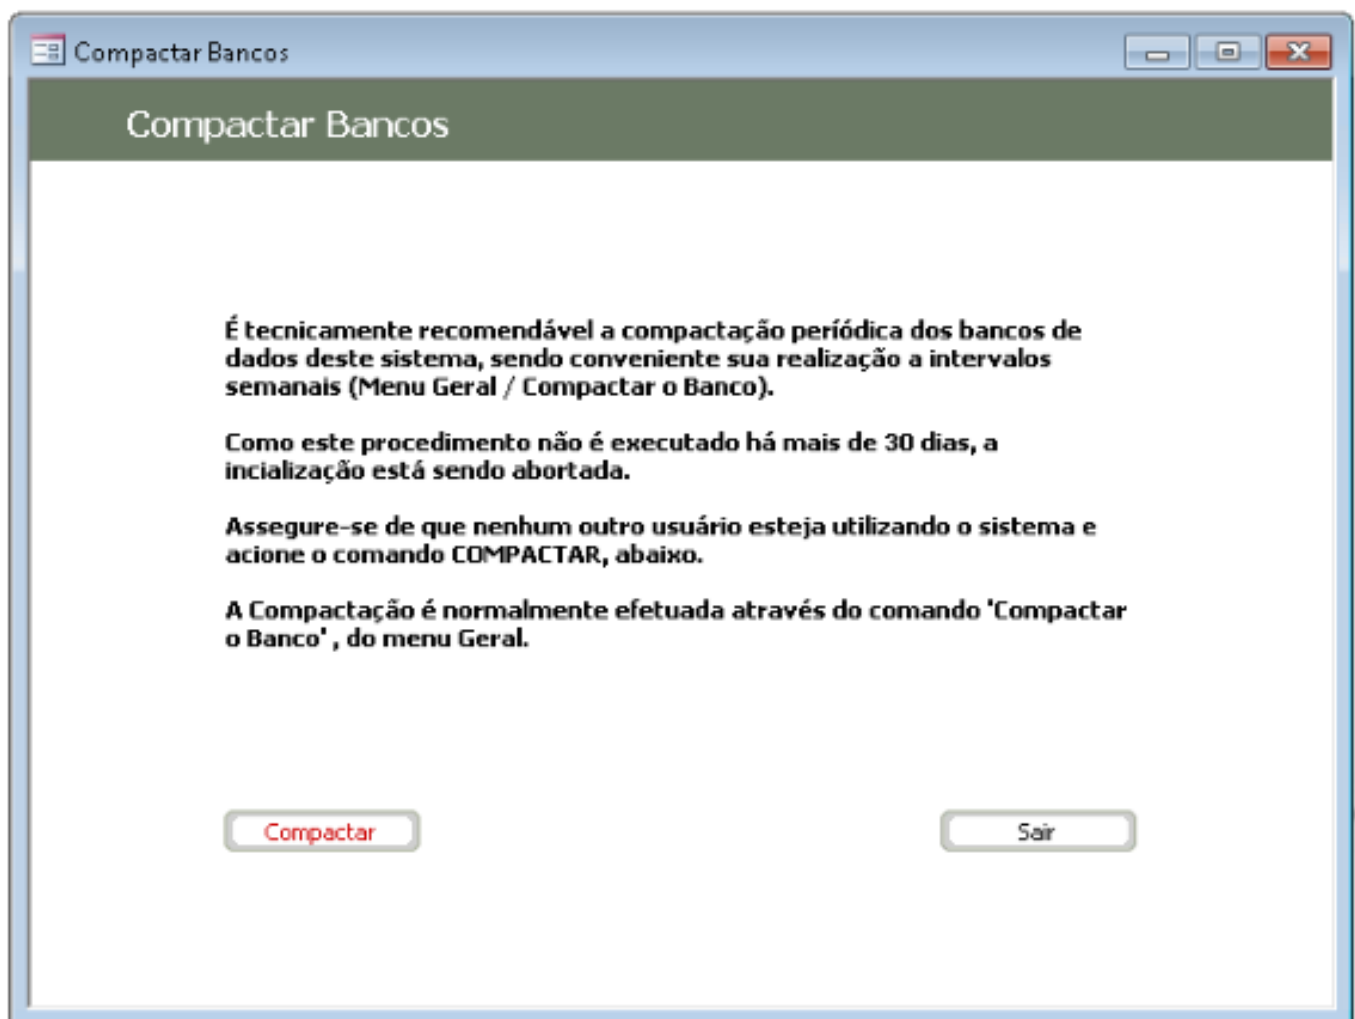 Compactar Bancos
Compactar Bancos
É tecnicamente recomendável a compactação períódica dos bancos de
dados deste sistema, sendo conveniente sua realização a intervalos
semanais (Menu Geral / Compactar o Banco).
Como este procedimento não é executado há mais de 30 dias, a
incialização está sendo abortada.
Assegure-se de que nenhum outro usuário esteja utilizando o sistema e
acione o comando COMPACTAR, abaixo.
A Compactação é normalmente efetuada através do comando 'Compactar
o Banco' , do menu Geral.
Compactar
Sair